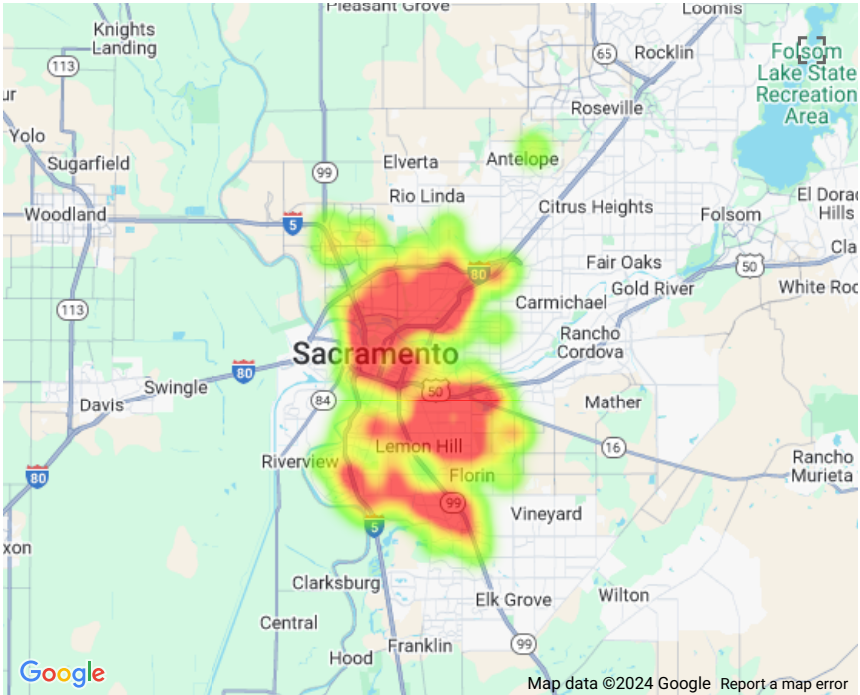 Pleasant Grove
Loomis
Knights
Landing
65
Rocklin
Folsom
Lake State
Recreation
Area
113
Roseville
ur
Yolo
Sugarfield
99
Elverta
Antelope
Rio Linda
El Dorad
Hills
Woodland
5
Citrus Heights
Folsom
Cla
80
Fair Oaks
50
Gold River
White Roc
113
Carmichael
Rancho
Cordova
Sacramento
80
Swingle
50
Davis
84
Mather
Lemon Hill
16
Riverview
Rancho
Murieta
80
Florin
99
Vineyard
5
xon
Clarksburg
Wilton
Elk Grove
Central
99
Franklin
Hood
Google
Map data ©2024 Google
Report a map error